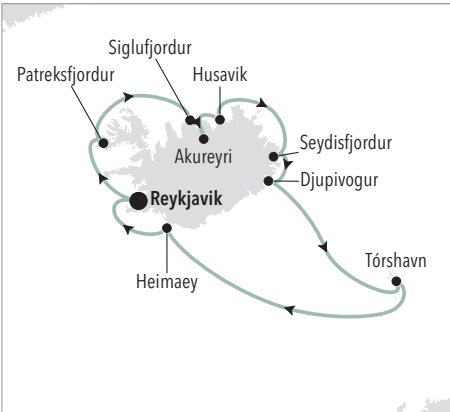 Siglufjordur
Patreksfjordur
Husavik
Akureyri
Seydisfjordur
Djupivogur
Reykjavik
Tórshavn
Heimaey